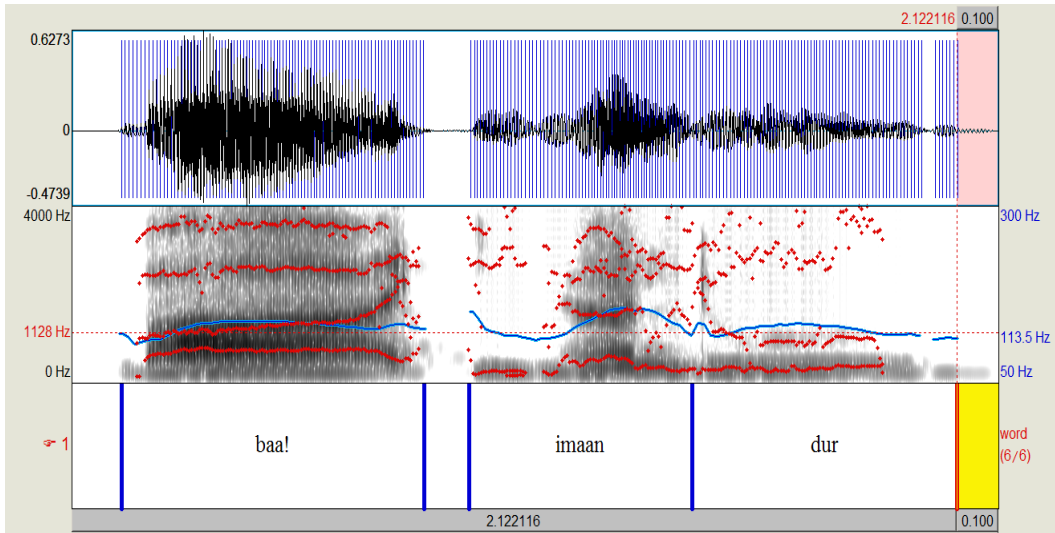 2.122116 0.100
0.6273
0
-0.4739
4000 Hz 300 Hz
1128 Hz 113.5 Hz
0 Hz 50 Hz
☞ 1 baa! imaan dur word
(6/6)
2.122116 0.100